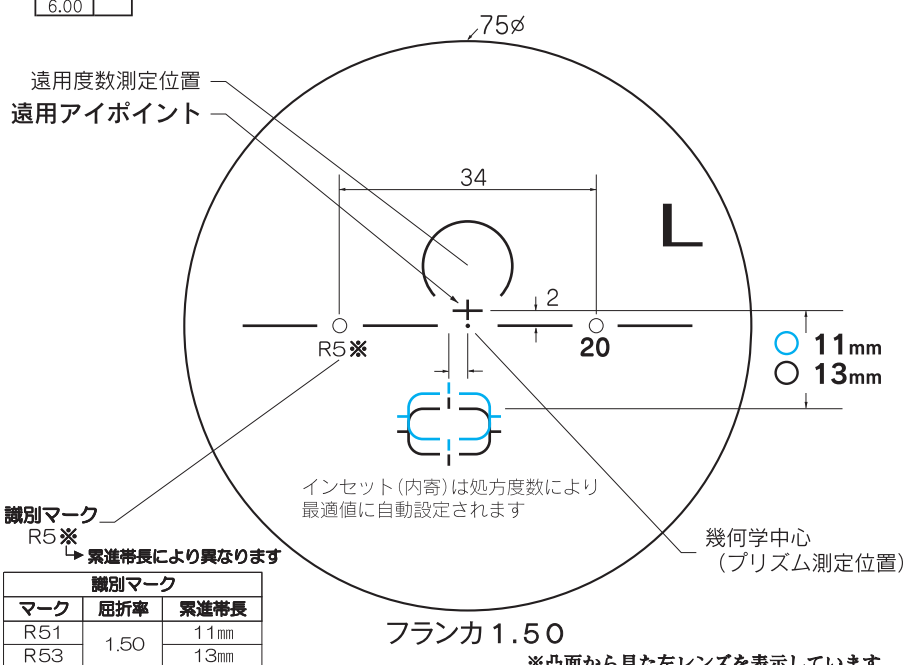 6.00
75ø
遠用度数測定位置
遠用アイポイント
34
L
2
R5※
20
11mm
13mm
インセット(内寄)は処方度数により
最適値に自動設定されます
識別マーク
R5※
累進帯長により異なります
幾何学中心
(プリズム測定位置)
識別マーク
マーク 屈折率 累進帯長
R51 1.50 11mm
R53 13mm
フランカ 1.50
※凸面から見た左レンズを表示しています